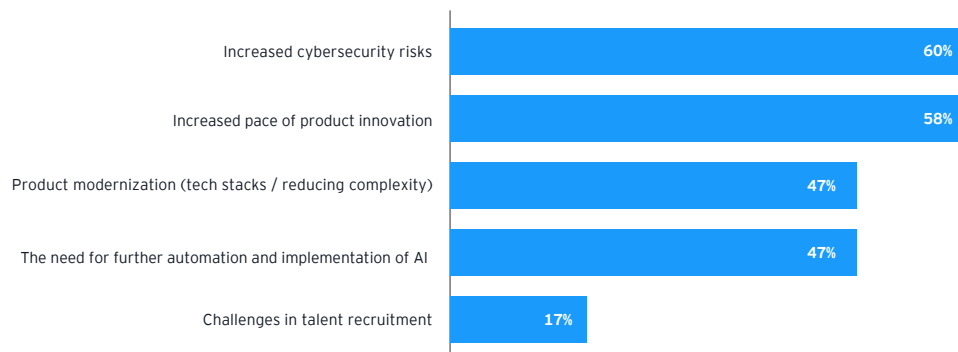 Increased cybersecurity risks 60%
Increased pace of product innovation 58%
Product modernization (tech stacks / reducing complexity) 47%
The need for further automation and implementation of AI 47%
Challenges in talent recruitment 17%